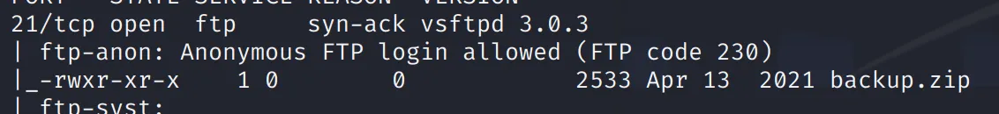 PORT STATE SERVICE REASON VERSION
21/tcp open  ftp     syn-ack vsftpd 3.0.3
| ftp-anon: Anonymous FTP login allowed (FTP code 230)
|_-rwxr-xr-x    1 0        0            2533 Apr 13  2021 backup.zip
| ftp-syst: